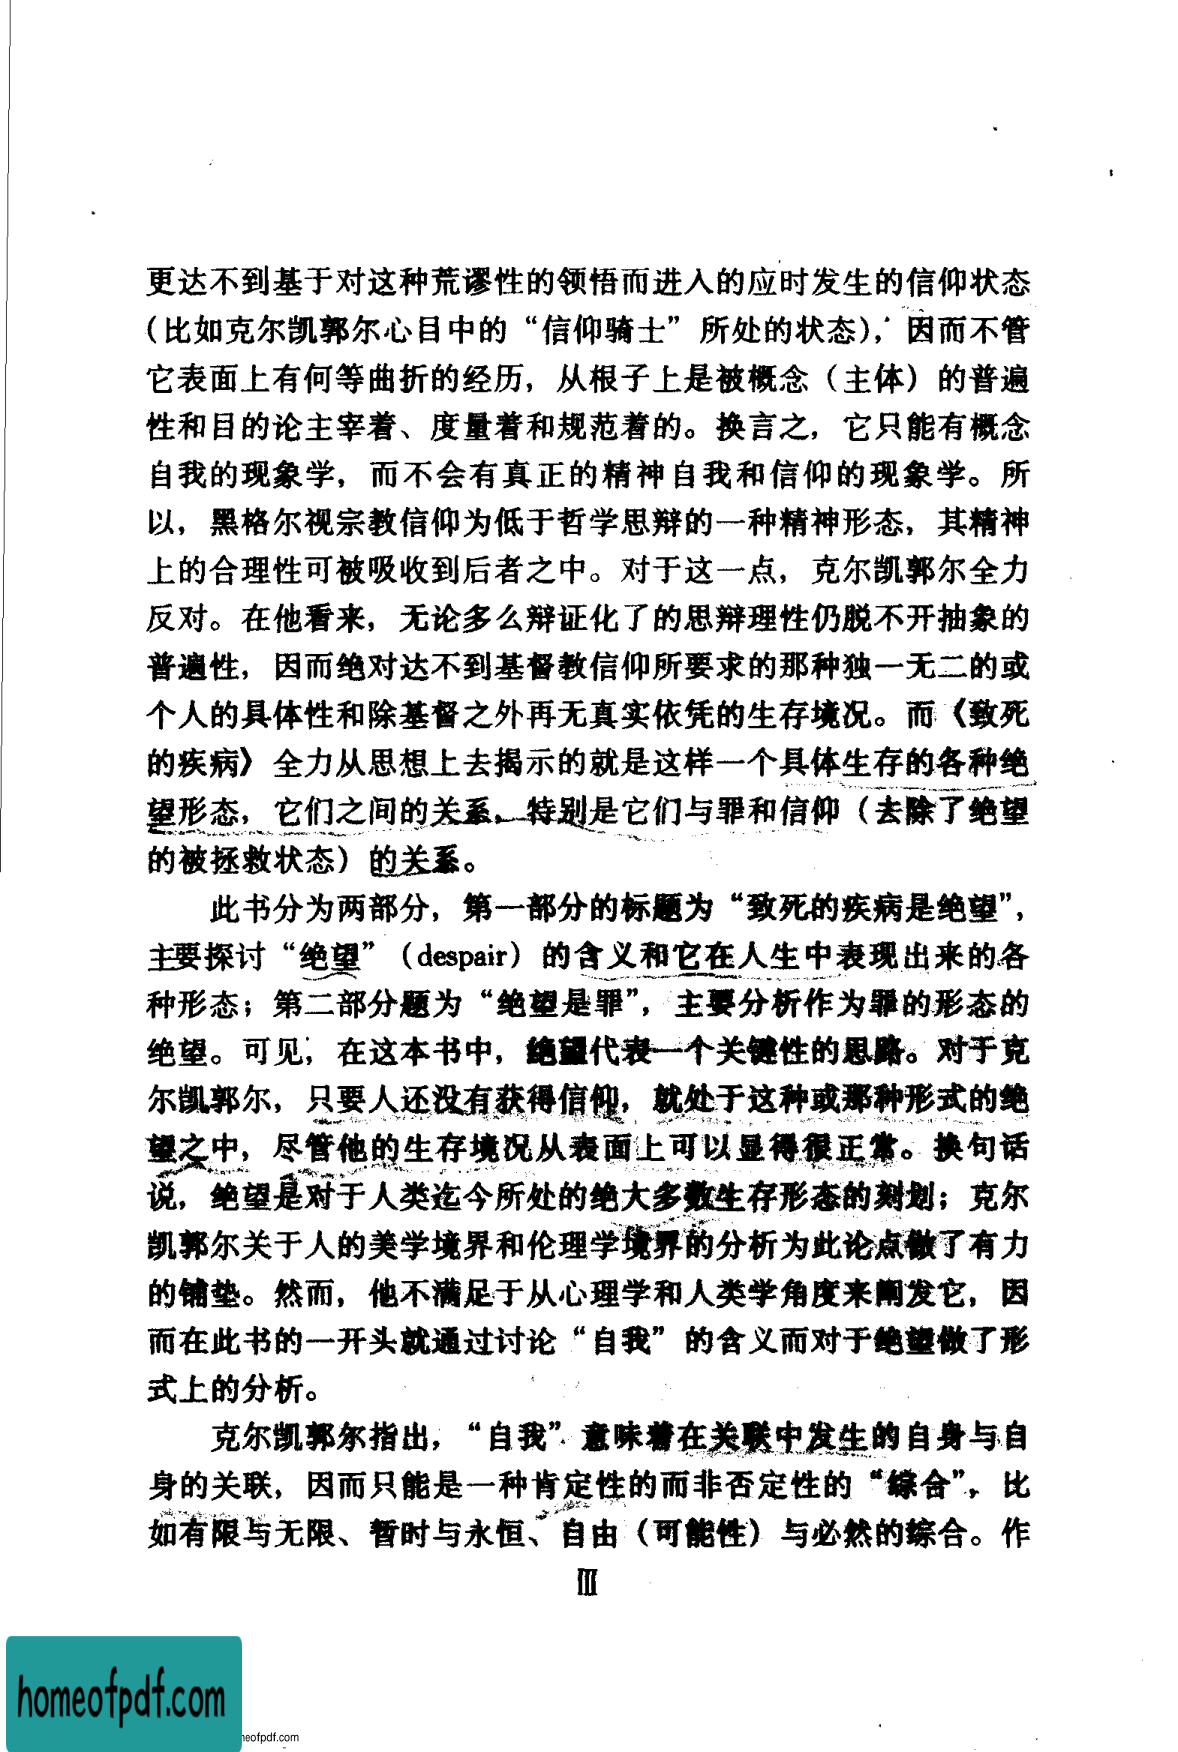 更达不到基于对这种荒谬性的领悟而进入的应时发生的信仰状态
（比如克尔凯郭尔心目中的“信仰骑士”所处的状态），因而不管
它表面上有何等曲折的经历，从根子上是被概念（主体）的普遍
性和目的论主宰着、度量着和规范着的。换言之，它只能有概念
自我的现象学，而不会有真正的精神自我和信仰的现象学。所
以，黑格尔视宗教信仰为低于哲学思辩的一种精神形态，其精神
上的合理性可被吸收到后者之中。对于这一点，克尔凯郭尔全力
反对。在他看来，无论多么辩证化了的思辩理性仍脱不开抽象的
普遍性，因而绝对达不到基督教信仰所要求的那种独一无二的或
个人的具体性和除基督之外再无真实依凭的生存境况。而《致死
的疾病》全力从思想上去揭示的就是这样一个具体生存的各种绝
望形态，它们之间的关系，特别是它们与罪和信仰（去除了绝望
的被拯救状态）的关系。
此书分为两部分，第一部分的标题为“致死的疾病是绝望”，
主要探讨“绝望”（despair）的含义和它在人生中表现出来的各
种形态；第二部分题为“绝望是罪”，主要分析作为罪的形态的
绝望。可见，在这本书中，绝望代表一个关键性的思路。对于克
尔凯郭尔，只要人还没有获得信仰，就处于这种或那种形式的绝
望之中，尽管他的生存境况从表面上可以显得很正常。换句话
说，绝望是对于人类迄今所处的绝大多数生存形态的刻划；克尔
凯郭尔关于人的美学境界和伦理学境界的分析为此论点做了有力
的铺垫。然而，他不满足于从心理学和人类学角度来阐发它，因
而在此书的一开头就通过讨论“自我”的含义而对于绝望做了形
式上的分析。
克尔凯郭尔指出，“自我”意味着在关联中发生的自身与自
身的关联，因而只能是一种肯定性的而非否定性的“综合”，比
如有限与无限、暂时与永恒、自由（可能性）与必然的综合。作
III
homeofpdf.com
neofpdf.com